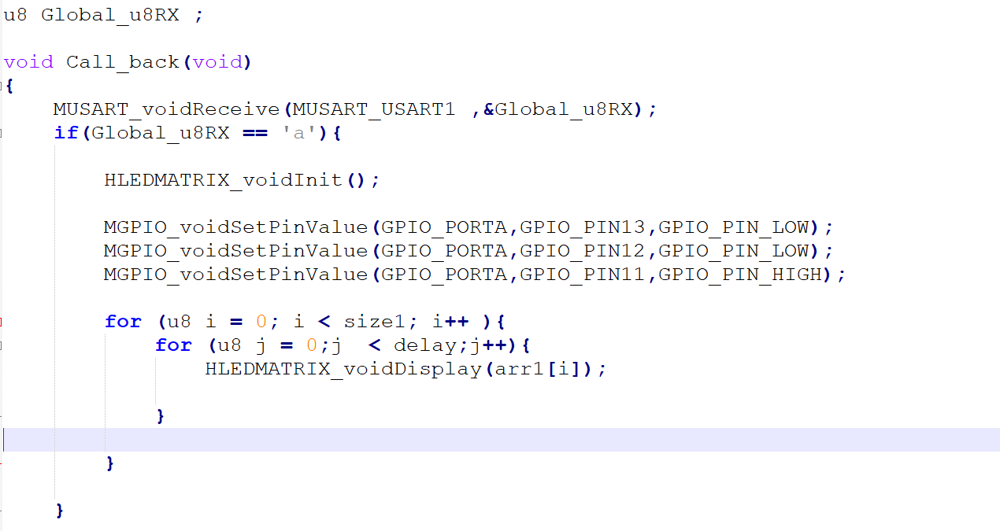 u8 Global_u8RX ;
void Call_back(void)
{
MUSART_voidReceive(MUSART_USART1 ,&Global_u8RX);
if(Global_u8RX == 'a'){
HLEDMATRIX_voidInit();
MGPIO_voidSetPinValue(GPIO_PORTA,GPIO_PIN13,GPIO_PIN_LOW);
MGPIO_voidSetPinValue(GPIO_PORTA,GPIO_PIN12,GPIO_PIN_LOW);
MGPIO_voidSetPinValue(GPIO_PORTA,GPIO_PIN11,GPIO_PIN_HIGH);
for (u8 i = 0; i < size1; i++ ){
for (u8 j = 0;j  < delay;j++){
HLEDMATRIX_voidDisplay(arr1[i]);
}
}
}